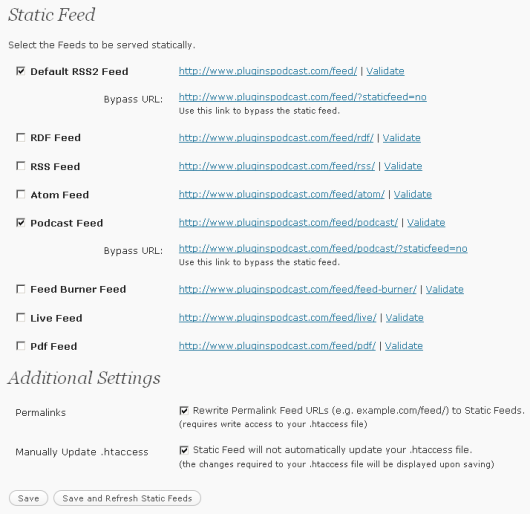 Static Feed
Select the Feeds to be served statically.
Default RSS2 Feed http://www.pluginspodcast.com/feed/ | Validate
Bypass URL: http://www.pluginspodcast.com/feed/?staticfeed=no
Use this link to bypass the static feed.
RDF Feed http://www.pluginspodcast.com/feed/rdf/ | Validate
RSS Feed http://www.pluginspodcast.com/feed/rss/ | Validate
Atom Feed http://www.pluginspodcast.com/feed/atom/ | Validate
Podcast Feed http://www.pluginspodcast.com/feed/podcast/ | Validate
Bypass URL: http://www.pluginspodcast.com/feed/podcast/?staticfeed=no
Use this link to bypass the static feed.
Feed Burner Feed http://www.pluginspodcast.com/feed/feed-burner/ | Validate
Live Feed http://www.pluginspodcast.com/feed/live/ | Validate
Pdf Feed http://www.pluginspodcast.com/feed/pdf/ | Validate
Additional Settings
Permalinks Rewrite Permalink Feed URLs (e.g. example.com/feed/) to Static Feeds.
(requires write access to your .htaccess file)
Manually Update .htaccess Static Feed will not automatically update your .htaccess file.
(the changes required to your .htaccess file will be displayed upon saving)
Save Save and Refresh Static Feeds